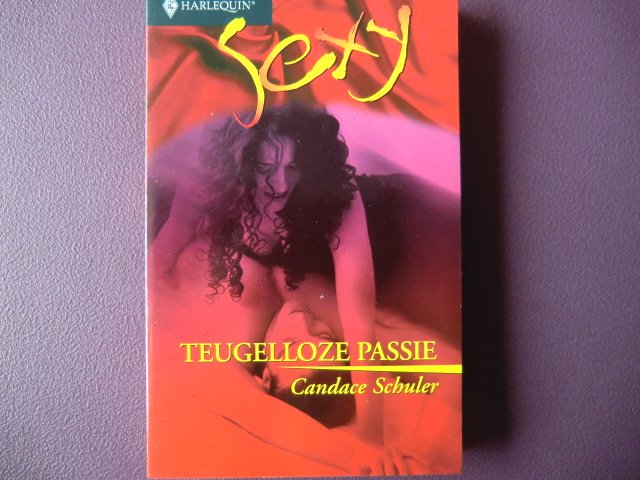 HARLEQUIN®
Sexy
TEUGELLOZE PASSIE
Candace Schuler